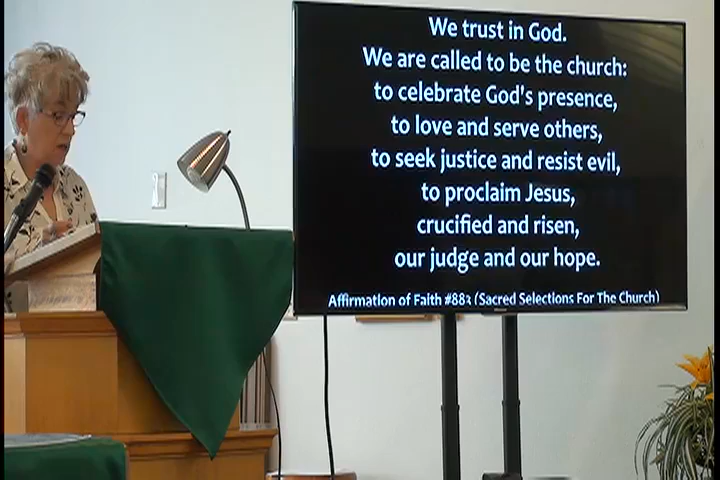 We trust in God.
We are called to be the church:
to celebrate God's presence,
to love and serve others,
to seek justice and resist evil,
to proclaim Jesus,
crucified and risen,
our judge and our hope.
Affirmation of Faith #883 (Sacred Selections For The Church)